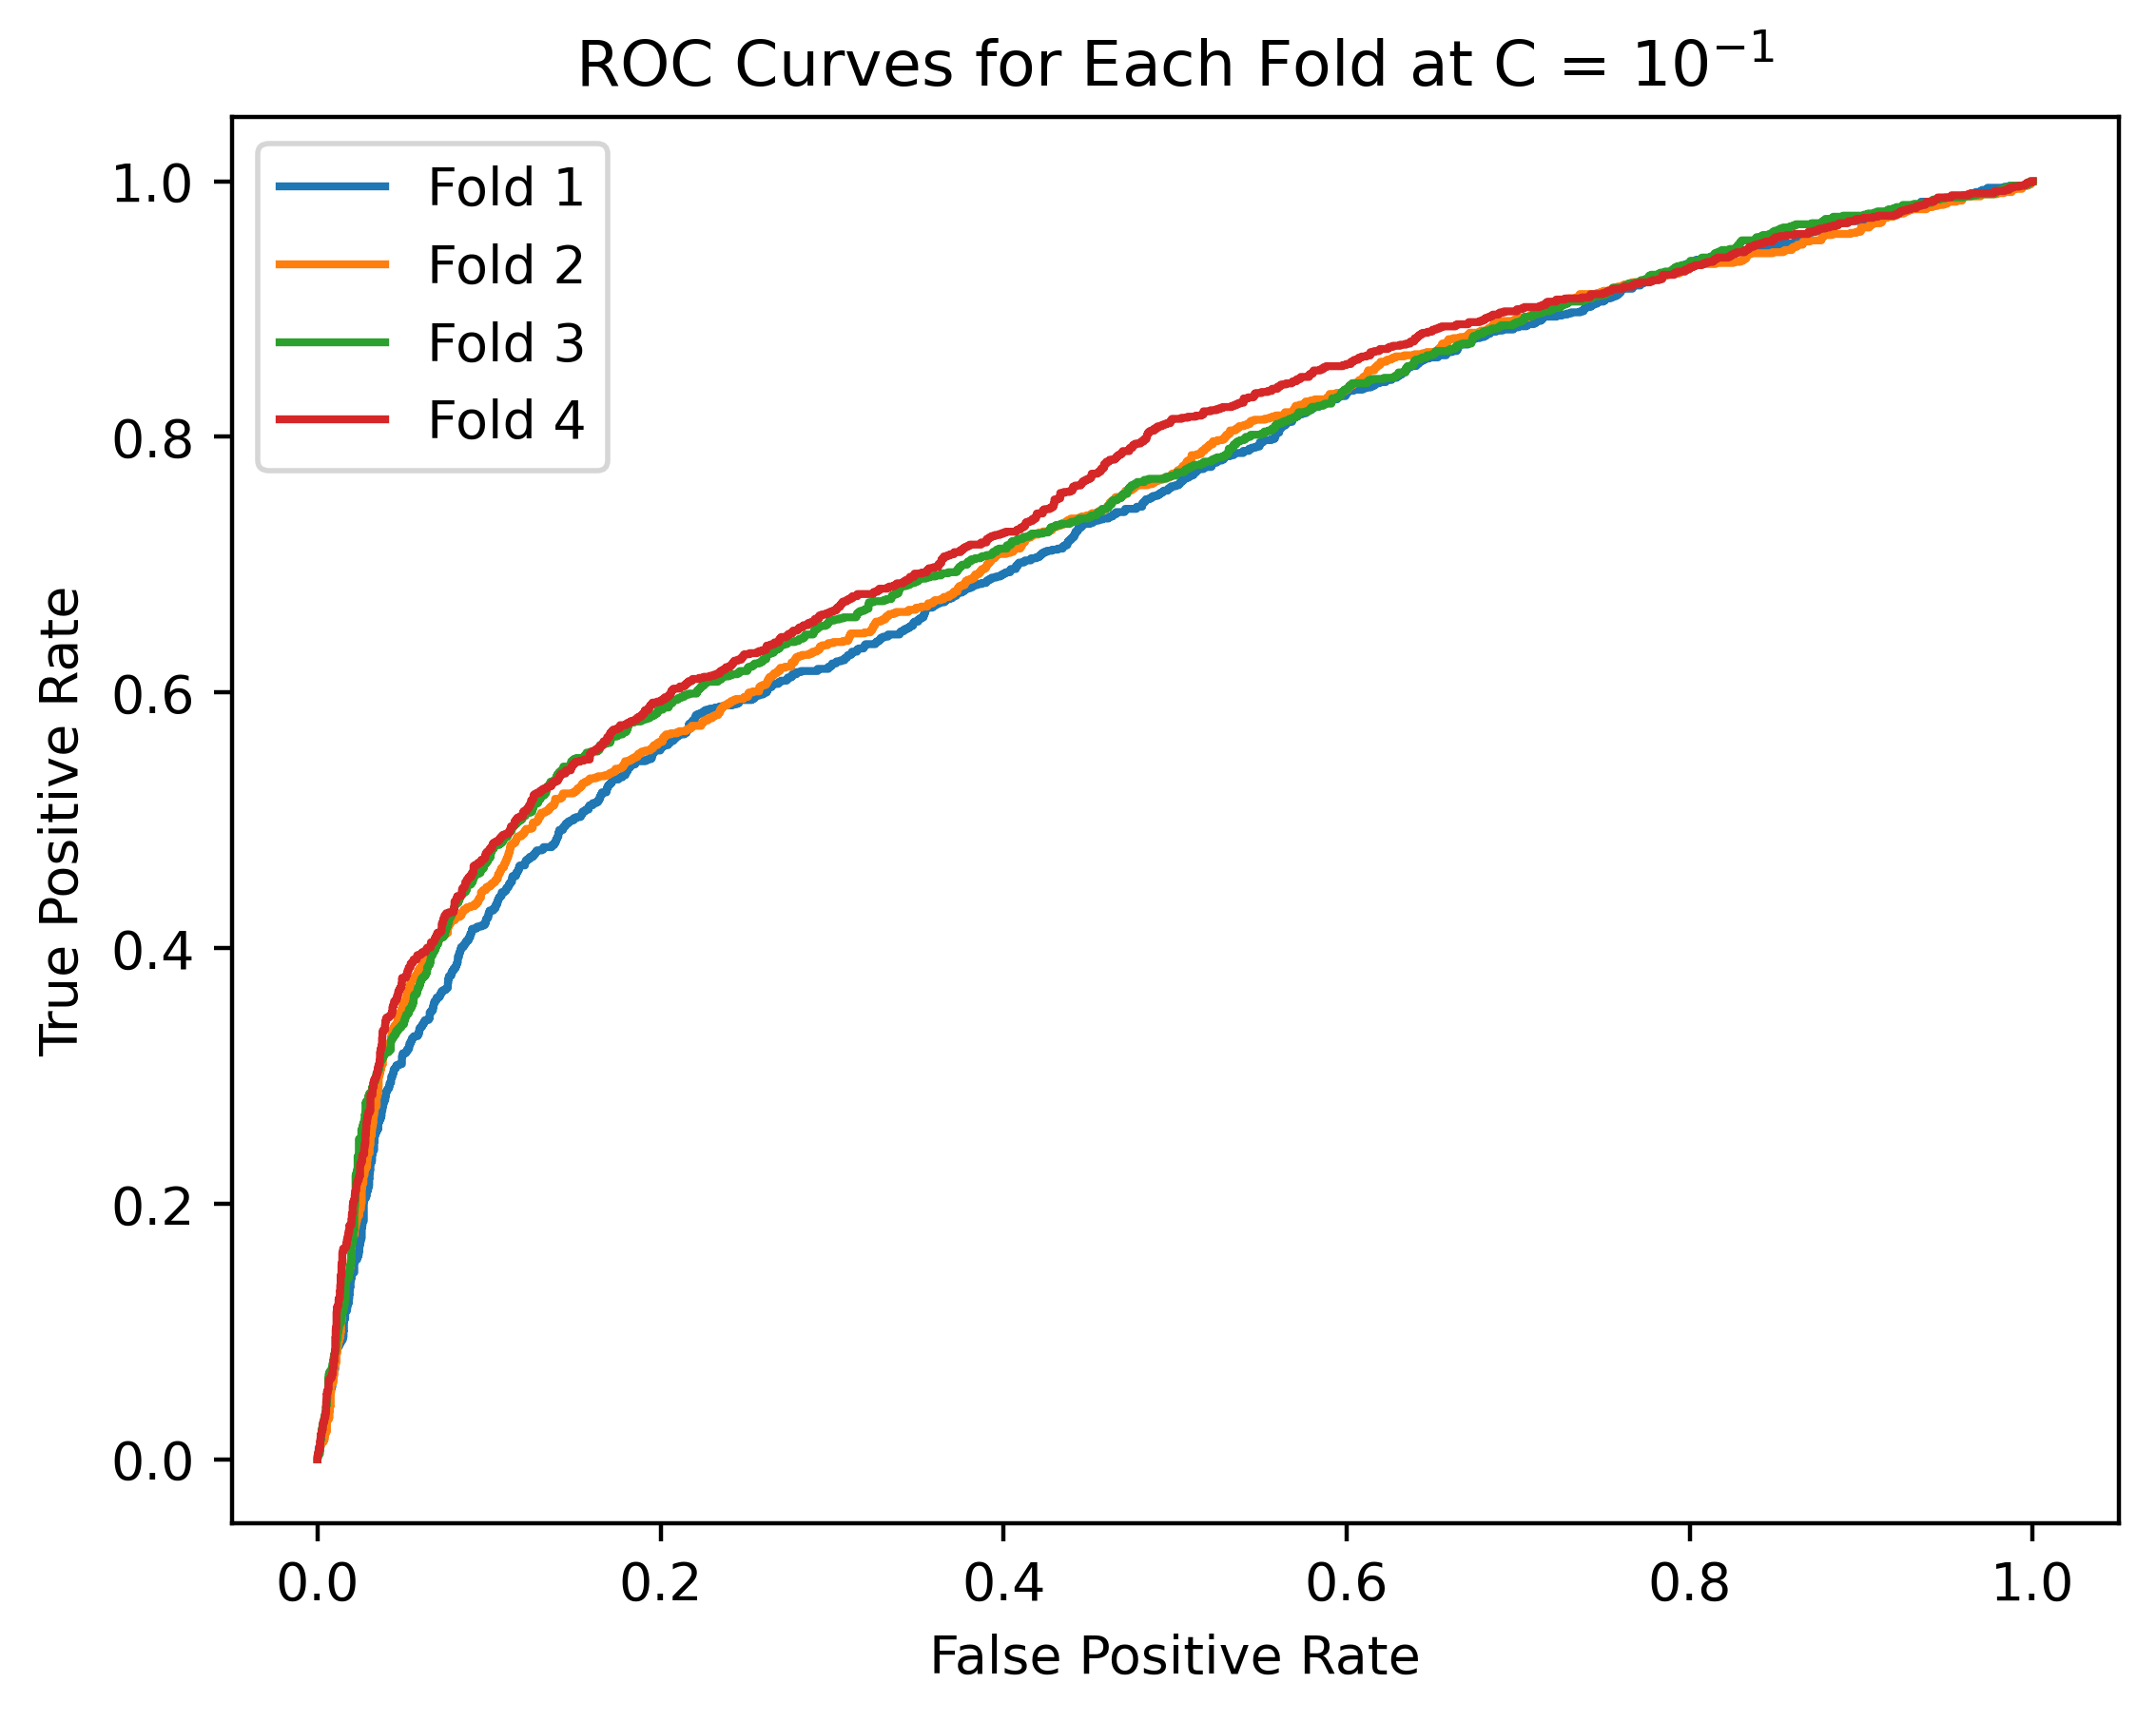 ROC Curves for Each Fold at C = 10⁻¹
Fold 1
Fold 2
Fold 3
Fold 4
True Positive Rate
1.0
0.8
0.6
0.4
0.2
0.0
0.0 0.2 0.4 0.6 0.8 1.0
False Positive Rate